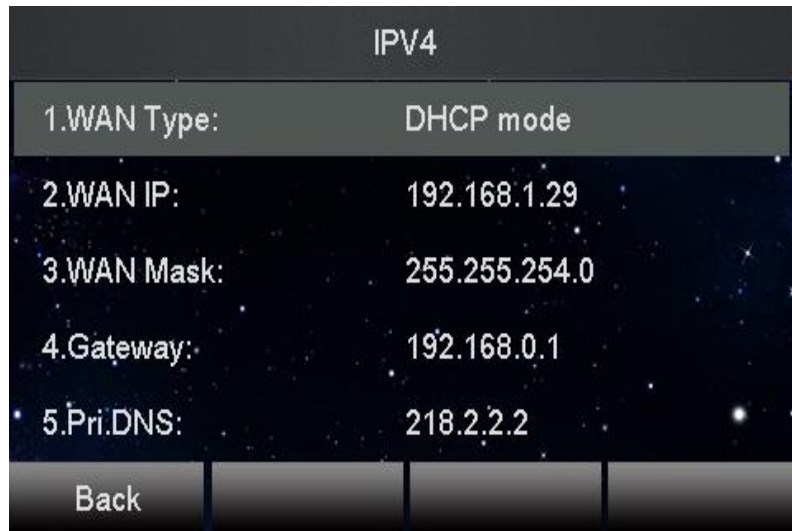 IPV4
1.WAN Type: DHCP mode
2.WAN IP: 192.168.1.29
3.WAN Mask: 255.255.254.0
4.Gateway: 192.168.0.1
5.Pri.DNS: 218.2.2.2
Back